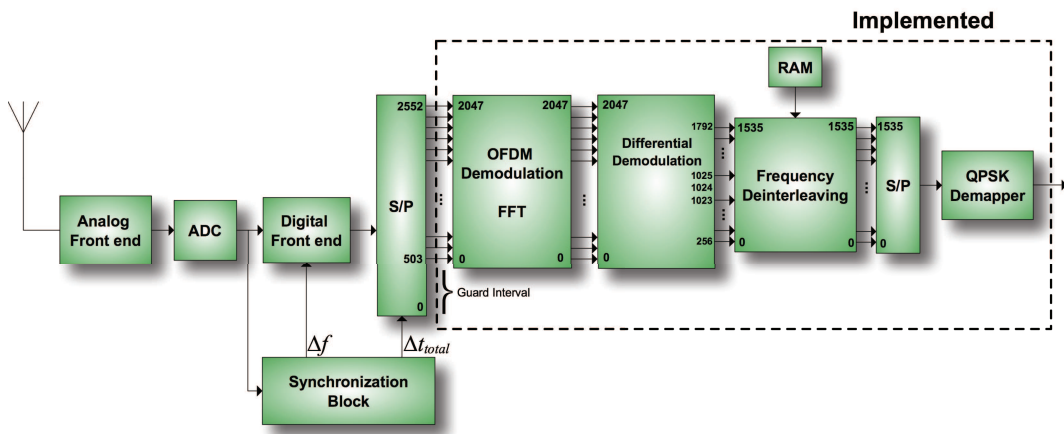 Implemented
RAM
2552
2047
2047
2047
1792
1535
1535
1535
OFDM
Demodulation
FFT
Differential
Demodulation
...
1025
1024
1023
...
256
Frequency
Deinterleaving
...
S/P
QPSK
Demapper
S/P
...
...
Analog
Front end
ADC
Digital
Front end
503
0
0
0
0
0
0
0
}
Guard Interval
Δf
Δt_total
Synchronization
Block